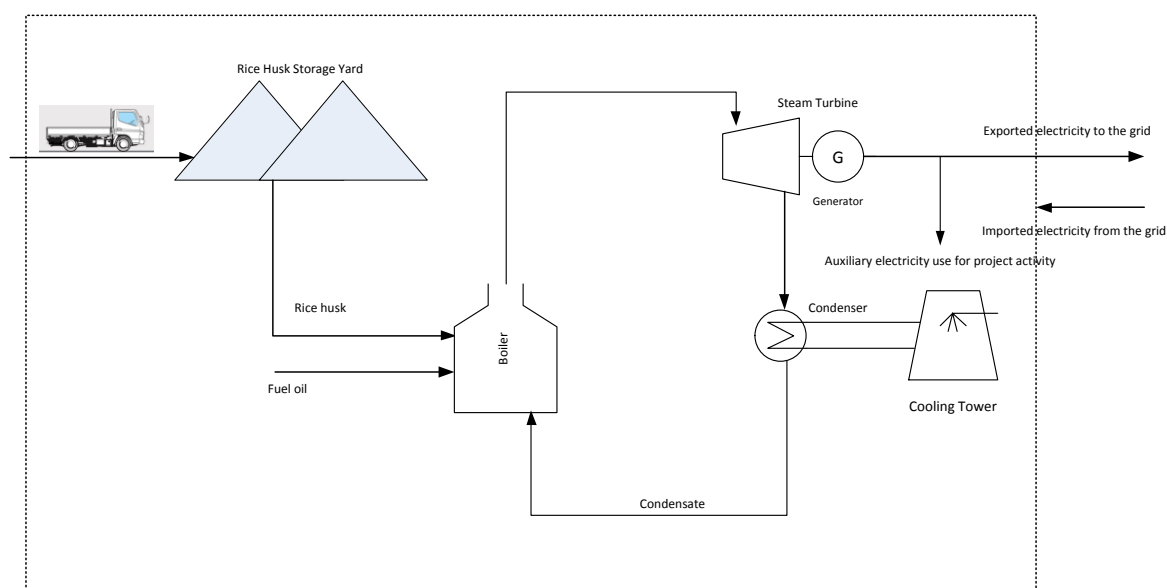 Rice Husk Storage Yard
Steam Turbine
Exported electricity to the grid
G
Generator
Imported electricity from the grid
Auxiliary electricity use for project activity
Rice husk
Condenser
Boiler
Fuel oil
Cooling Tower
Condensate